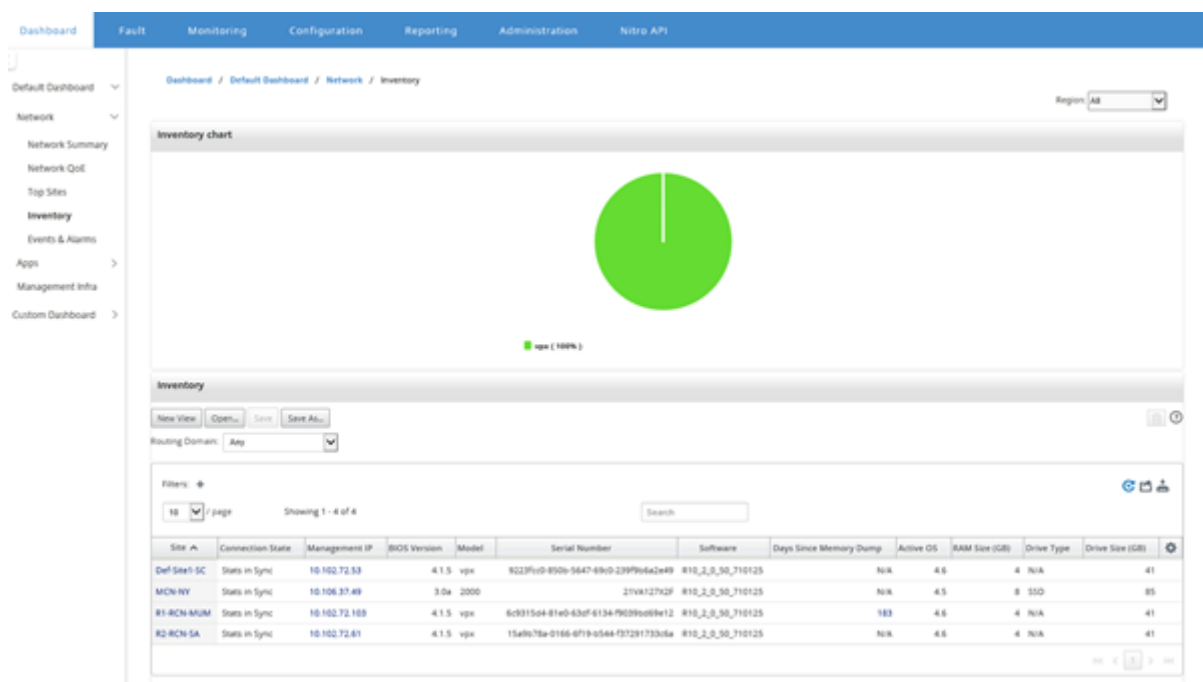 Dashboard Fault Monitoring Configuration Reporting Administration Nitro API
Dashboard / Default Dashboard / Network / Inventory
Region: All
Default Dashboard
Network
Network Summary
Network QoE
Top Sites
Inventory
Events & Alarms
Apps
Management Infra
Custom Dashboard
Inventory chart
vpx ( 100% )
Inventory
New View Open... Save Save As...
Routing Domain: Any
Filters:
10 / page Showing 1 - 4 of 4 Search
Site Connection State Management IP BIOS Version Model Serial Number Software Days Since Memory Dump Active OS RAM Size (GB) Drive Type Drive Size (GB)
Def-Site1-SC Stats in Sync 10.102.72.53 4.1.5 vpx R10_2_0_50_710125 N/A 4.6 4 N/A 41
MCN-NY Stats in Sync 10.106.37.49 3.0a 2000 21VA127X2F R10_2_0_50_710125 N/A 4.5 8 SSD 85
R1-RCN-MUM Stats in Sync 10.102.72.103 4.1.5 vpx R10_2_0_50_710125 183 4.6 4 N/A 41
R2-RCN-SA Stats in Sync 10.102.72.61 4.1.5 vpx R10_2_0_50_710125 N/A 4.6 4 N/A 41
1